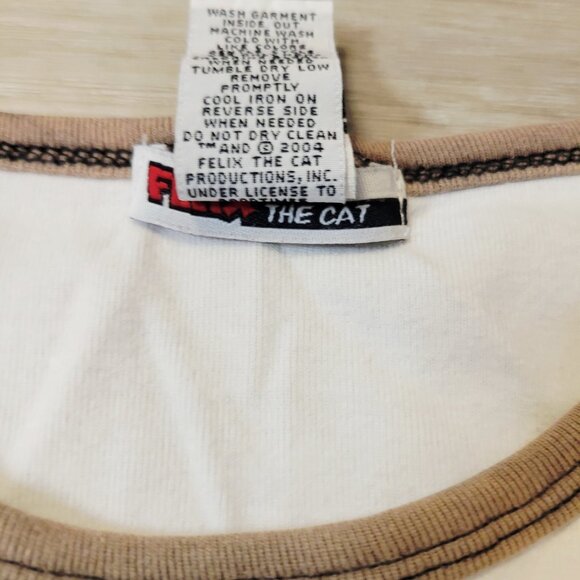 WASH GARMENT
INSIDE OUT
MACHINE WASH
COLD WITH
LIKE COLORS
WHEN NEEDED
TUMBLE DRY LOW
REMOVE
PROMPTLY
COOL IRON ON
REVERSE SIDE
WHEN NEEDED
DO NOT DRY CLEAN
™ AND © 2004
FELIX THE CAT
PRODUCTIONS, INC.
UNDER LICENSE TO
THE CAT